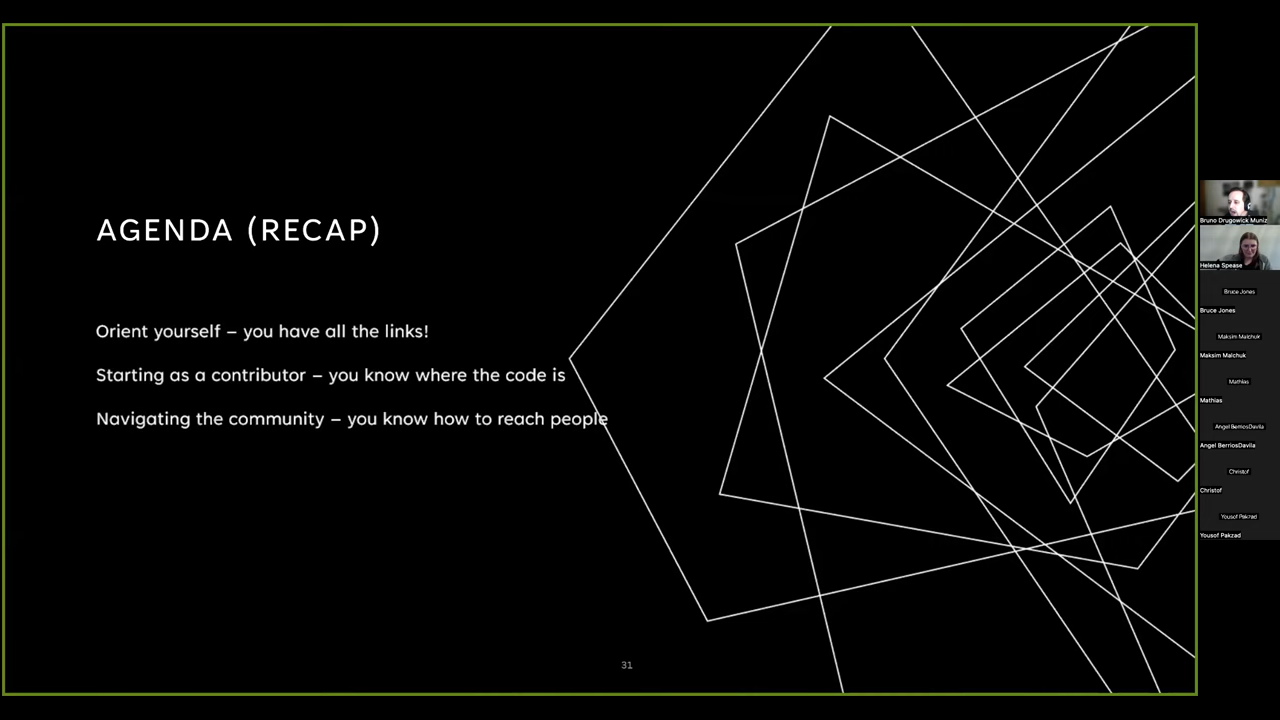 AGENDA (RECAP)
Orient yourself – you have all the links!
Starting as a contributor – you know where the code is
Navigating the community – you know how to reach people
31
Bruno Drugowick Muniz
Helena Spease
Bruce Jones
Bruce Jones
Maksim Malchuk
Maksim Malchuk
Mathias
Mathias
Angel BerriosDavila
Angel BerriosDavila
Christof
Christof
Yousof Pakzad
Yousof Pakzad